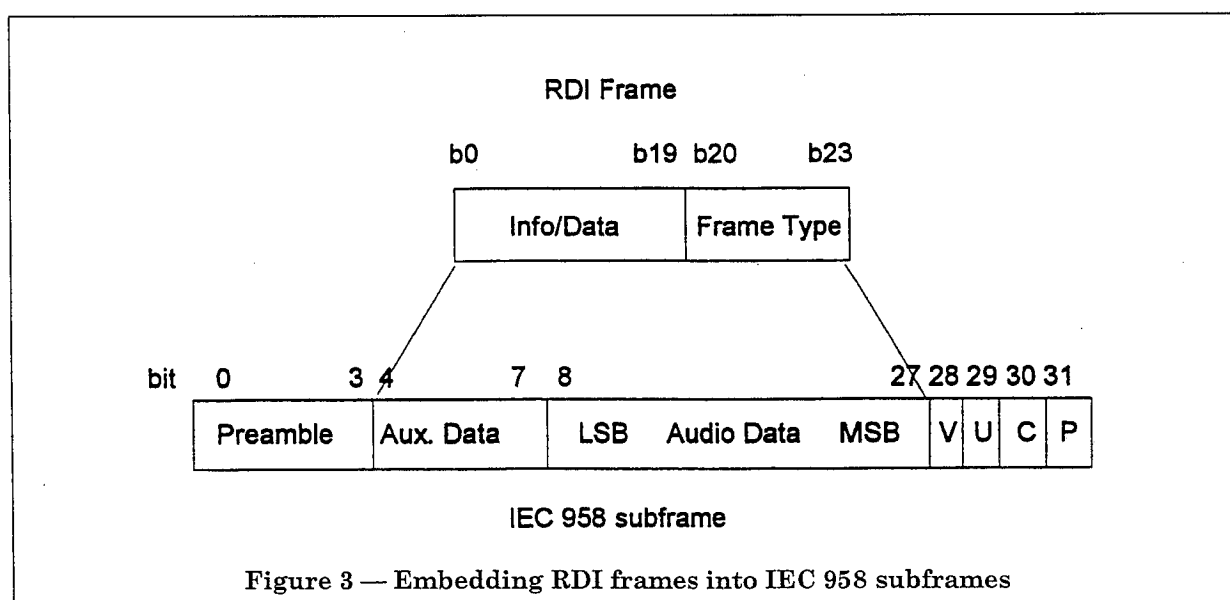 RDI Frame
b0 b19 b20 b23
Info/Data Frame Type
bit 0 3 4 7 8 27 28 29 30 31
Preamble Aux. Data LSB Audio Data MSB V U C P
IEC 958 subframe
Figure 3 — Embedding RDI frames into IEC 958 subframes